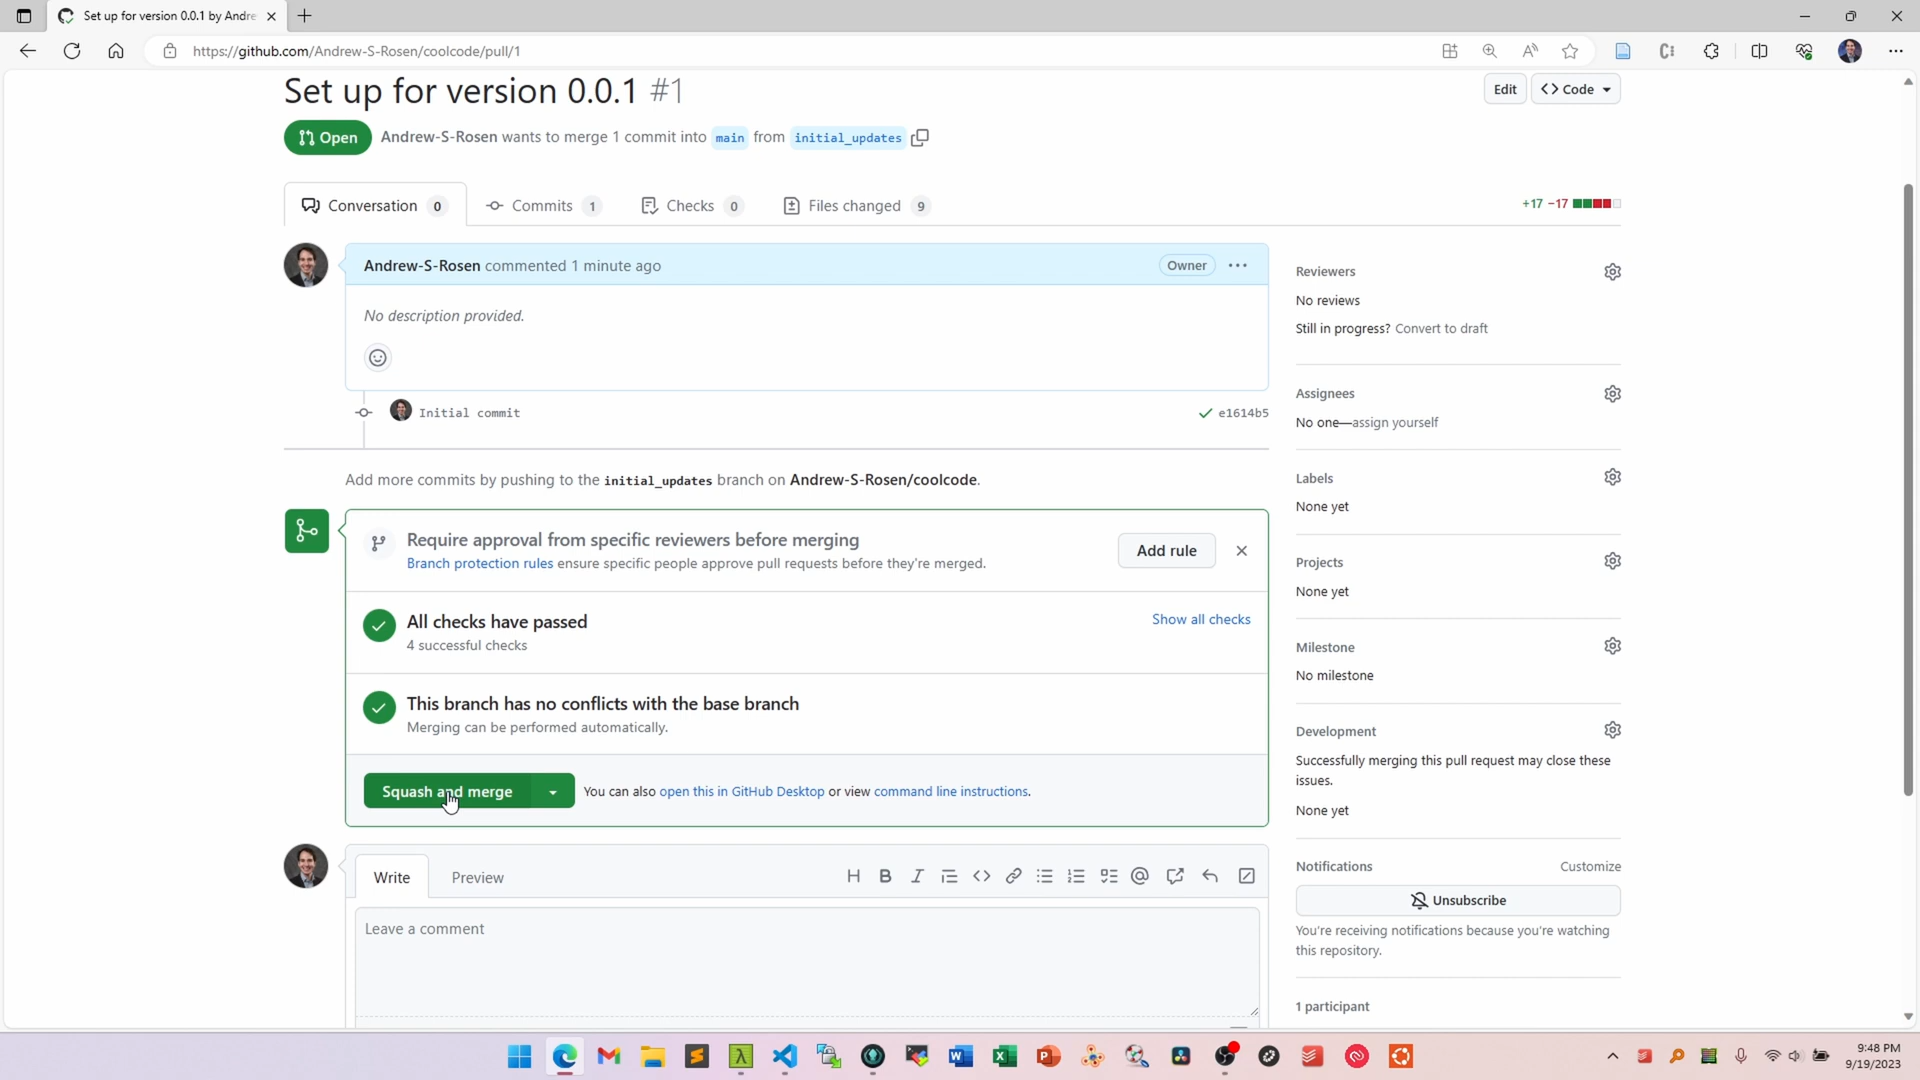 Set up for version 0.0.1 by Andre
https://github.com/Andrew-S-Rosen/coolcode/pull/1
Set up for version 0.0.1 #1
Edit
Code
Open
Andrew-S-Rosen wants to merge 1 commit into main from initial_updates
Conversation 0
Commits 1
Checks 0
Files changed 9
+17 −17
Andrew-S-Rosen commented 1 minute ago
Owner
No description provided.
Initial commit
e1614b5
Add more commits by pushing to the initial_updates branch on Andrew-S-Rosen/coolcode.
Require approval from specific reviewers before merging
Branch protection rules ensure specific people approve pull requests before they're merged.
Add rule
All checks have passed
4 successful checks
Show all checks
This branch has no conflicts with the base branch
Merging can be performed automatically.
Squash and merge
You can also open this in GitHub Desktop or view command line instructions.
Write
Preview
Leave a comment
Reviewers
No reviews
Still in progress? Convert to draft
Assignees
No one—assign yourself
Labels
None yet
Projects
None yet
Milestone
No milestone
Development
Successfully merging this pull request may close these
issues.
None yet
Notifications
Customize
Unsubscribe
You're receiving notifications because you're watching
this repository.
1 participant
9:48 PM
9/19/2023